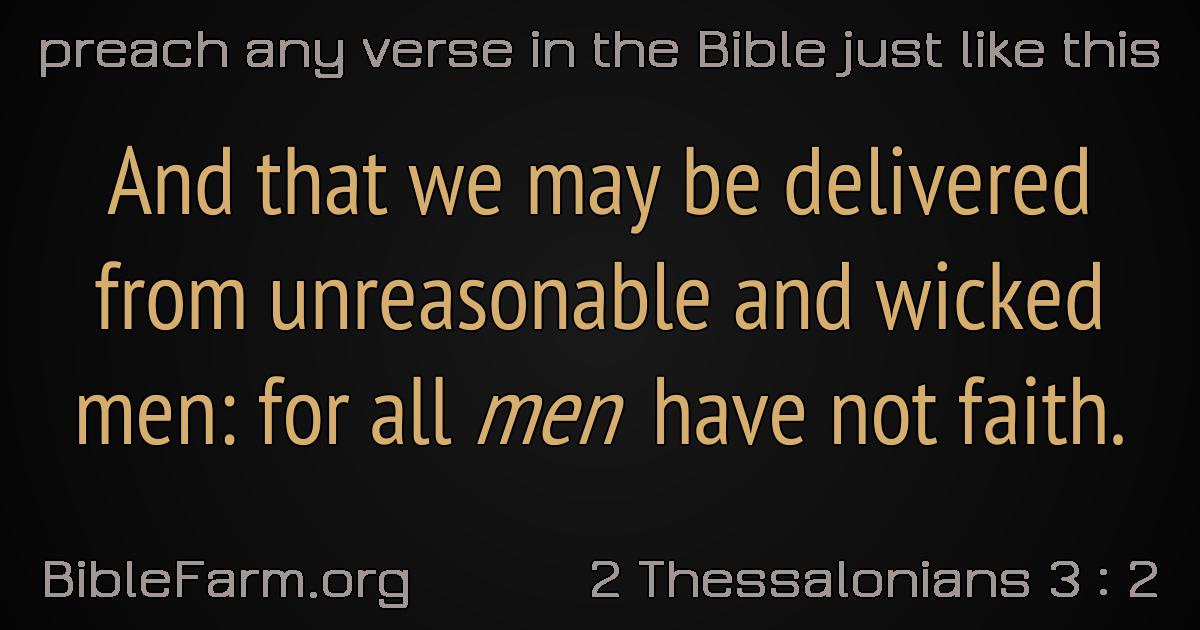 preach any verse in the Bible just like this
And that we may be delivered
from unreasonable and wicked
men: for all men have not faith.
BibleFarm.org
2 Thessalonians 3 : 2